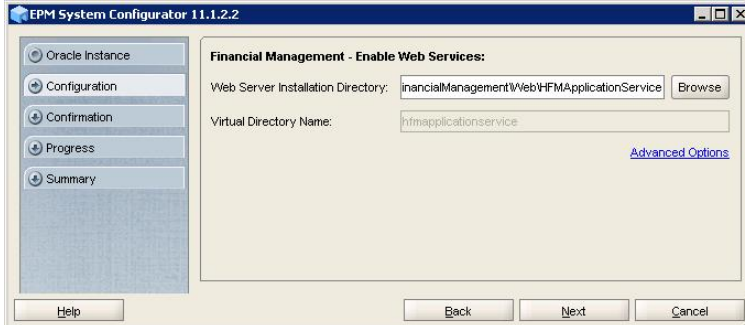 EPM System Configurator 11.1.2.2
Oracle Instance
Configuration
Confirmation
Progress
Summary
Financial Management - Enable Web Services:
Web Server Installation Directory: inancialManagement\Web\HFMApplicationService Browse
Virtual Directory Name: hfmapplicationservice
Advanced Options
Help Back Next Cancel